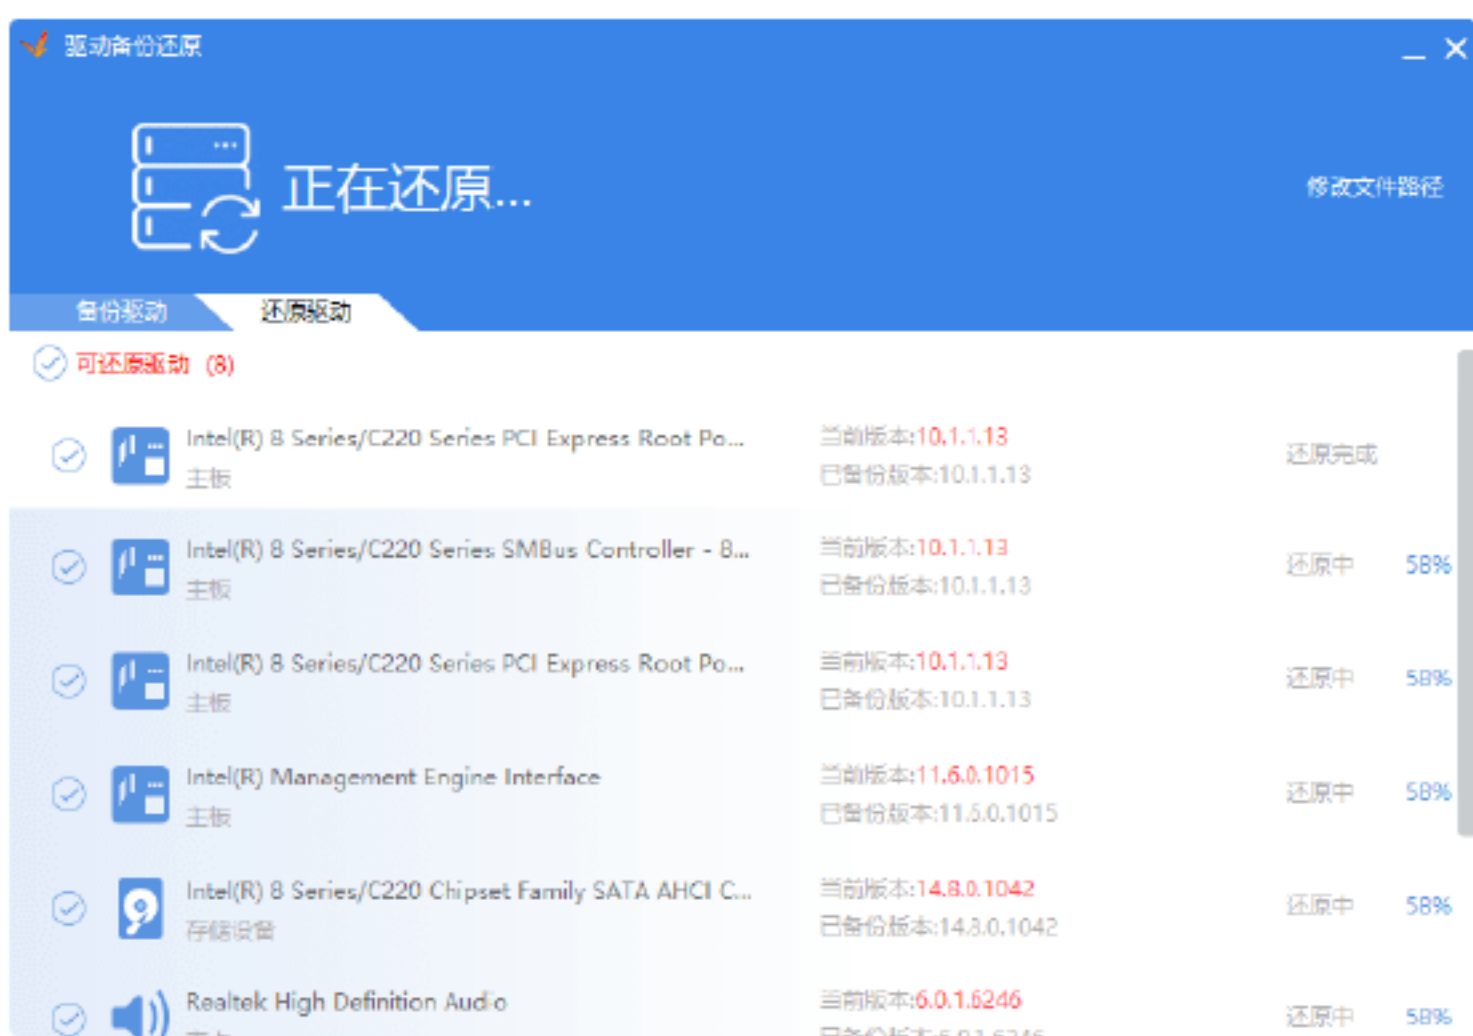 驱动备份还原
正在还原...
修改文件路径
备份驱动 还原驱动
可还原驱动 (8)
Intel(R) 8 Series/C220 Series PCI Express Root Po...
主板
当前版本:10.1.1.13
已备份版本:10.1.1.13
还原完成
Intel(R) 8 Series/C220 Series SMBus Controller - 8...
主板
当前版本:10.1.1.13
已备份版本:10.1.1.13
还原中 58%
Intel(R) 8 Series/C220 Series PCI Express Root Po...
主板
当前版本:10.1.1.13
已备份版本:10.1.1.13
还原中 58%
Intel(R) Management Engine Interface
主板
当前版本:11.6.0.1015
已备份版本:11.6.0.1015
还原中 58%
Intel(R) 8 Series/C220 Chipset Family SATA AHCI C...
存储设备
当前版本:14.8.0.1042
已备份版本:14.8.0.1042
还原中 58%
Realtek High Definition Audio
当前版本:6.0.1.6246
已备份版本:6.0.1.6246
还原中 58%